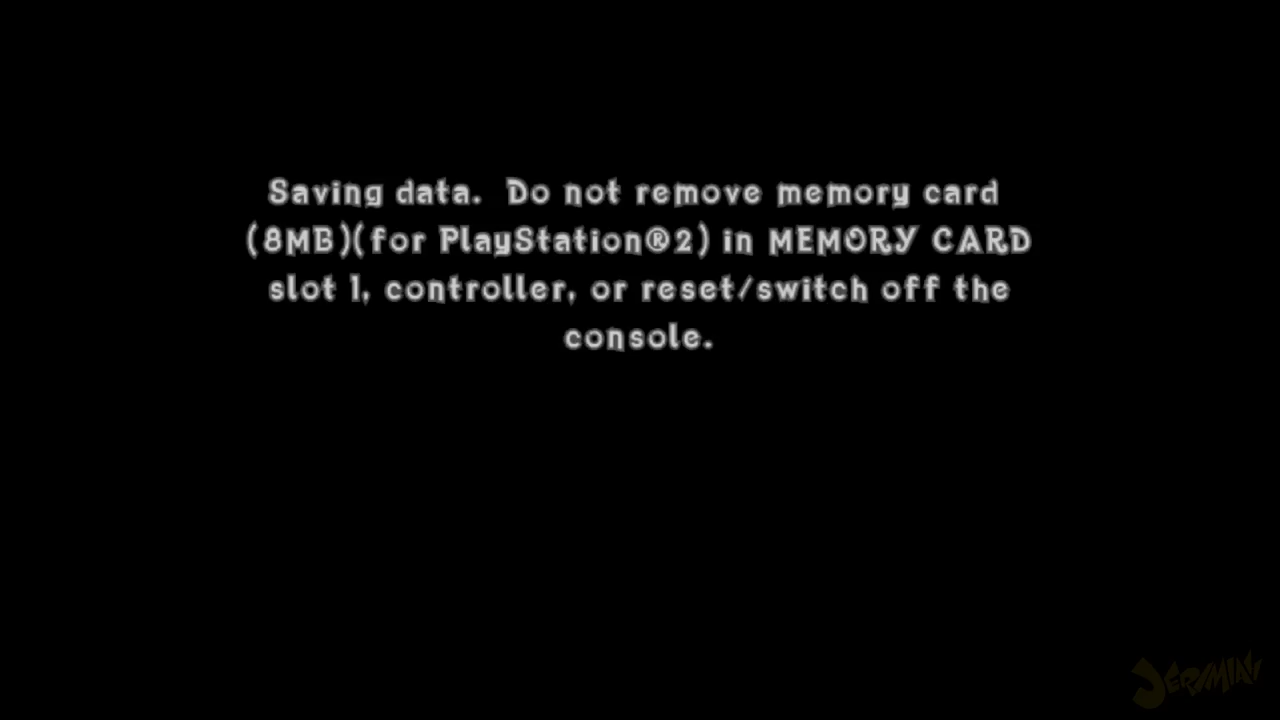 Saving data.  Do not remove memory card
(8MB)(for PlayStation®2) in MEMORY CARD
slot 1, controller, or reset/switch off the
console.
JERIMIAH